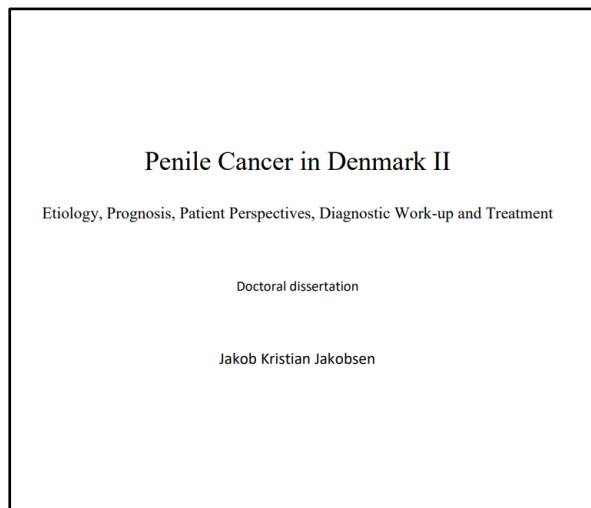 Penile Cancer in Denmark II
Etiology, Prognosis, Patient Perspectives, Diagnostic Work-up and Treatment
Doctoral dissertation
Jakob Kristian Jakobsen